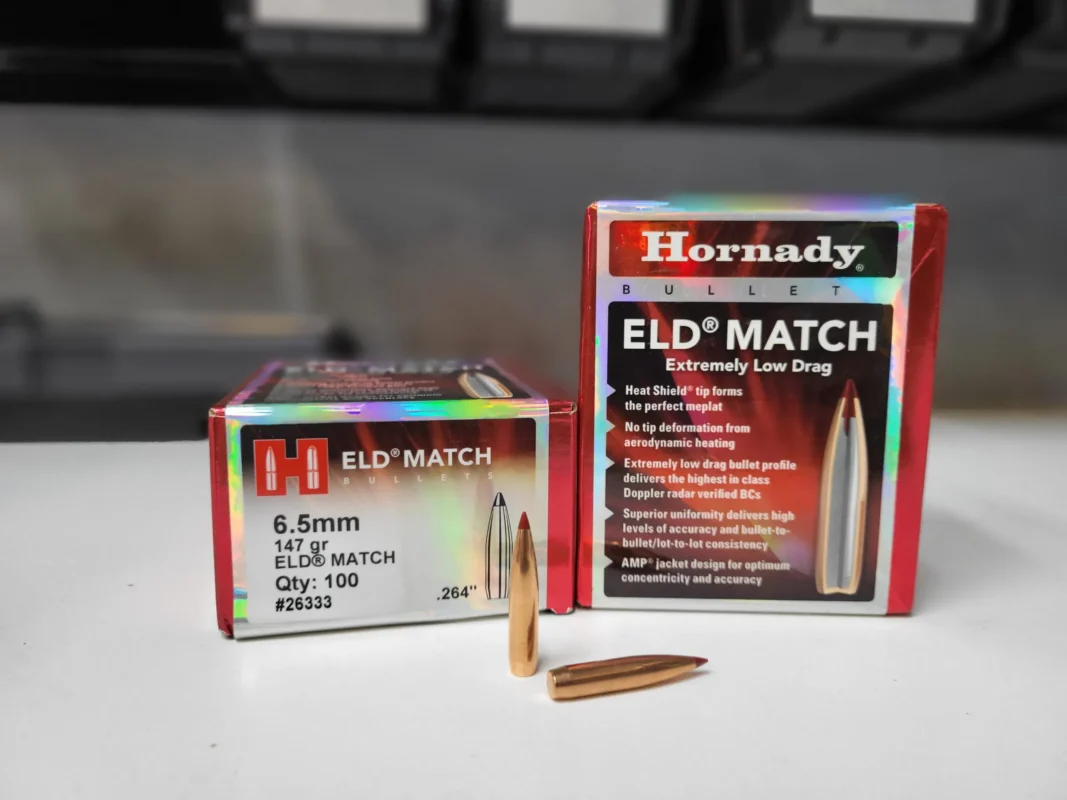 ELD® MATCH
H
ELD® MATCH
BULLETS
6.5mm
147 gr
ELD® MATCH
Qty: 100
#26333
.264"
Hornady®
BULLET
ELD® MATCH
Extremely Low Drag
Heat Shield® tip forms
the perfect meplat
No tip deformation from
aerodynamic heating
Extremely low drag bullet profile
delivers the highest in class
Doppler radar verified BCs
Superior uniformity delivers high
levels of accuracy and bullet-to-
bullet/lot-to-lot consistency
AMP® jacket design for optimum
concentricity and accuracy